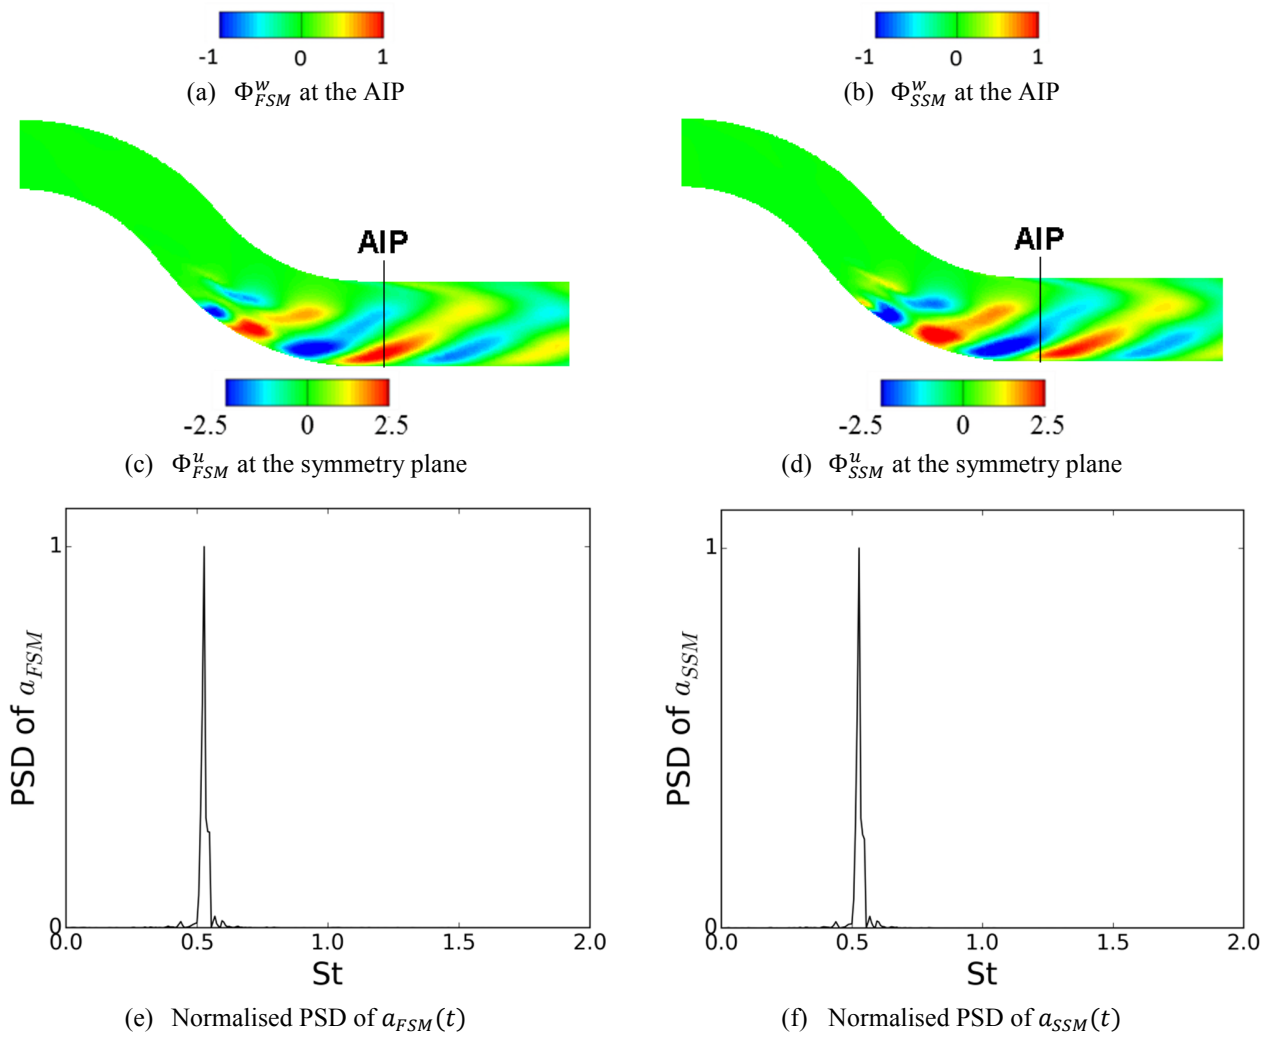 -1 0 1 -1 0 1
(a) Φ^w_FSM at the AIP (b) Φ^w_SSM at the AIP
AIP AIP
-2.5 0 2.5 -2.5 0 2.5
(c) Φ^u_FSM at the symmetry plane (d) Φ^u_SSM at the symmetry plane
1
0
PSD of a_FSM
0.0 0.5 1.0 1.5 2.0
St
1
0
PSD of a_SSM
0.0 0.5 1.0 1.5 2.0
St
(e) Normalised PSD of a_FSM(t) (f) Normalised PSD of a_SSM(t)